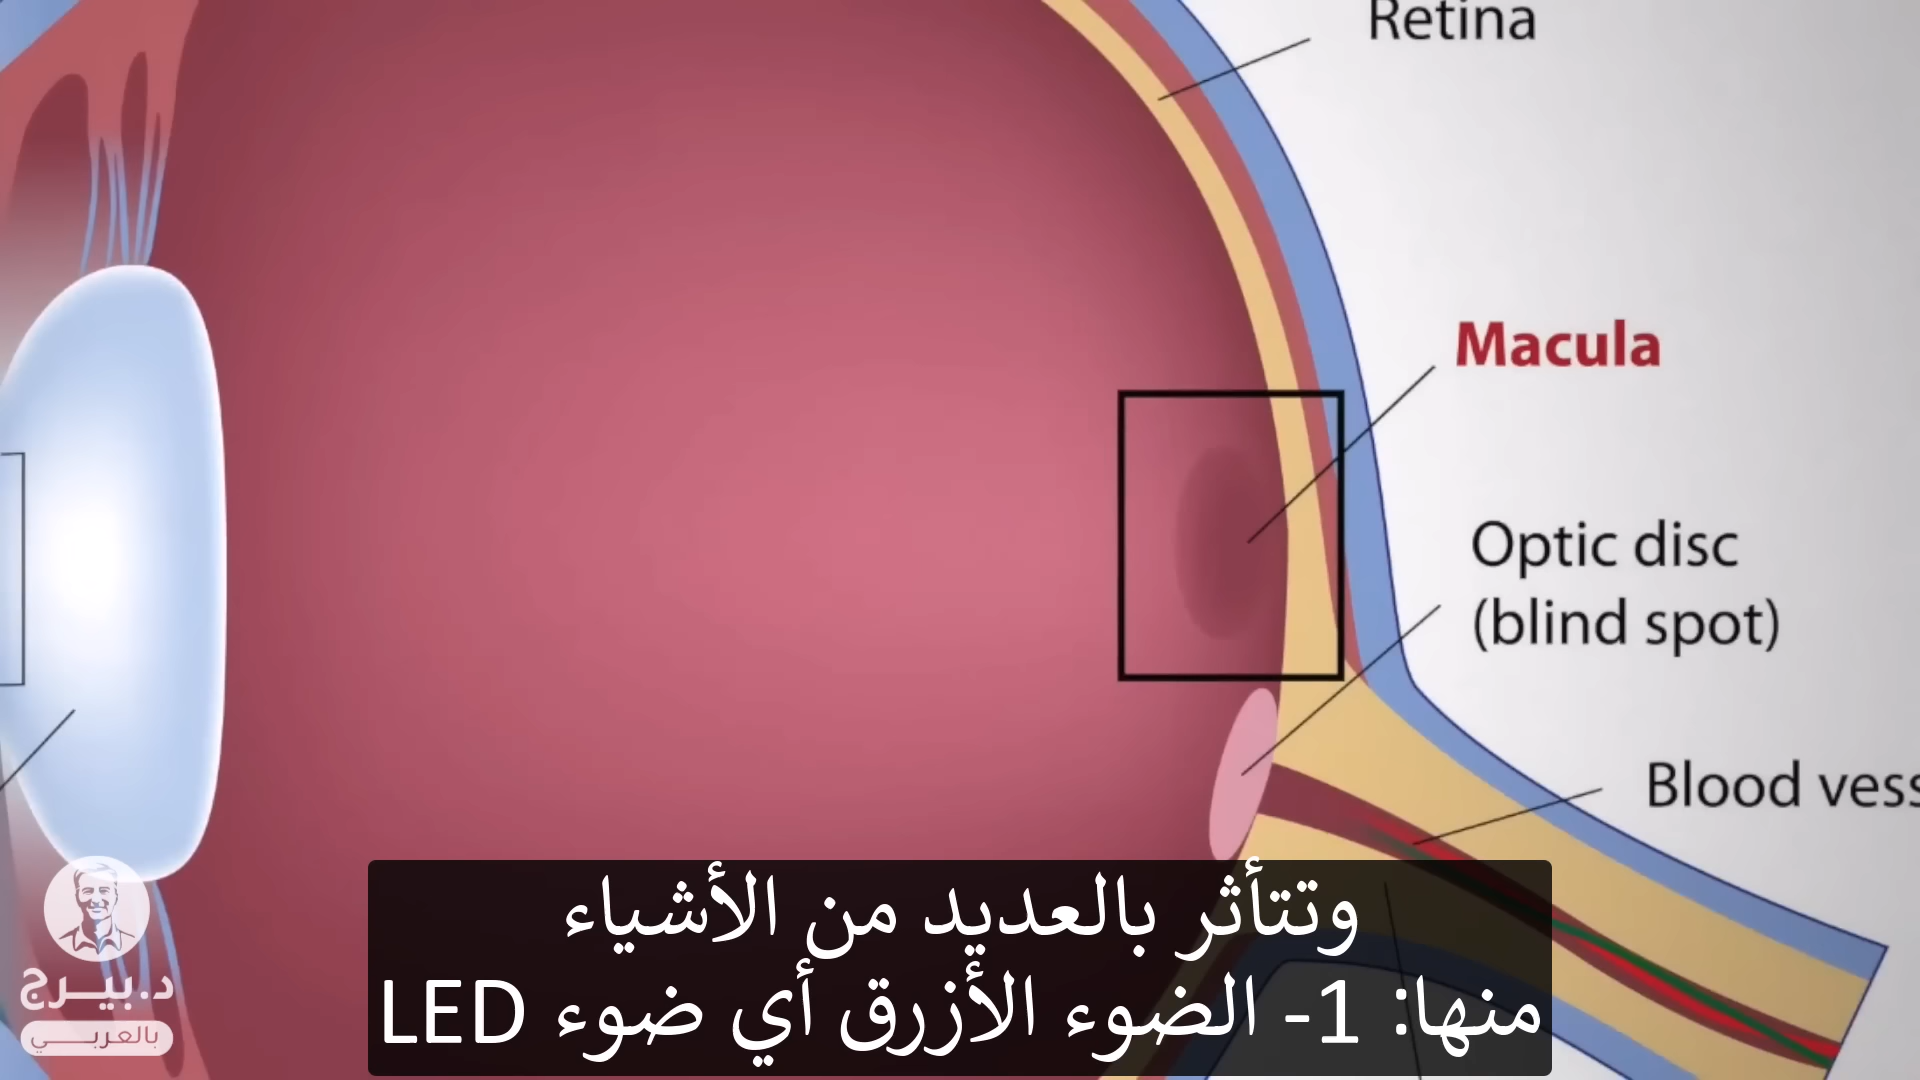 Retina
Macula
Optic disc
(blind spot)
Blood vess
وتتأثر بالعديد من الأشياء
منها: 1- الضوء الأزرق أي ضوء LED
د.بيرج
بالعربي